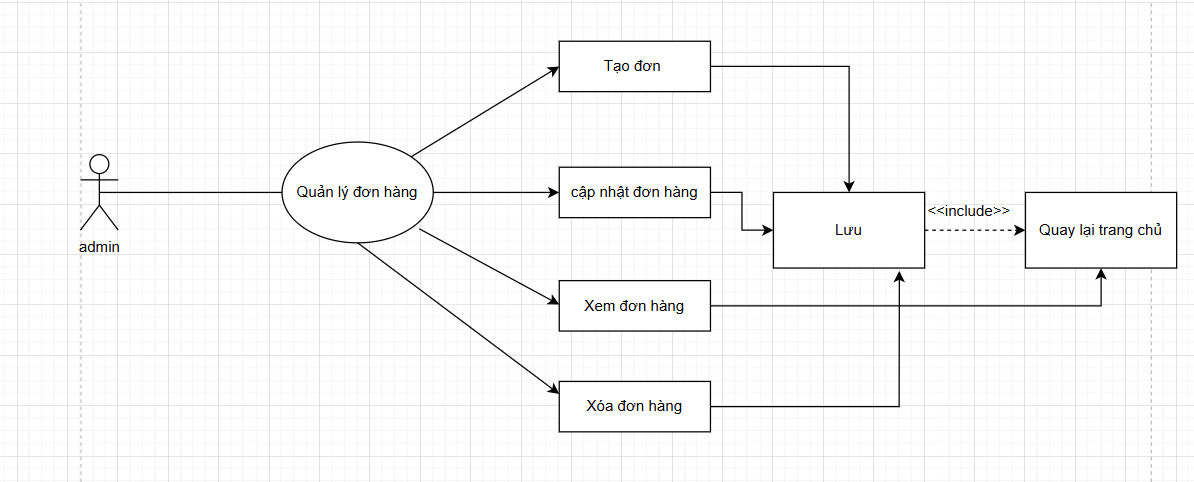 Tạo đơn
Quản lý đơn hàng
cập nhật đơn hàng
<<include>>
Lưu
Quay lại trang chủ
admin
Xem đơn hàng
Xóa đơn hàng